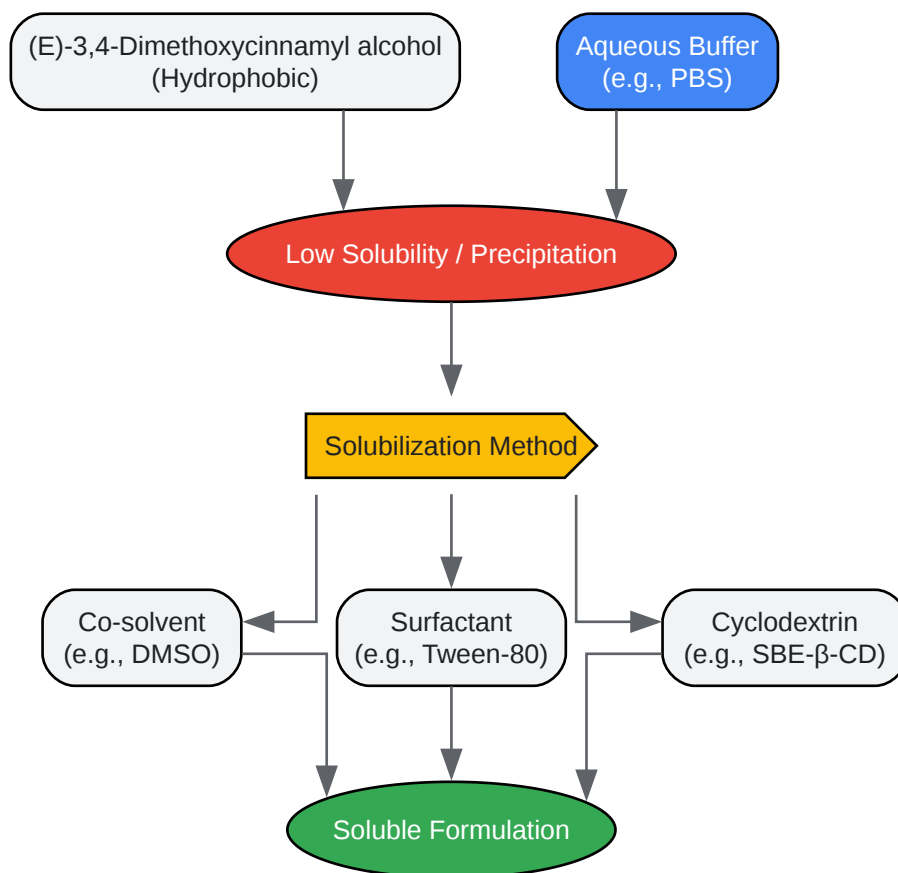 (E)-3,4-Dimethoxycinnamyl alcohol
(Hydrophobic)
Aqueous Buffer
(e.g., PBS)
Low Solubility / Precipitation
Solubilization Method
Co-solvent
(e.g., DMSO)
Surfactant
(e.g., Tween-80)
Cyclodextrin
(e.g., SBE-β-CD)
Soluble Formulation